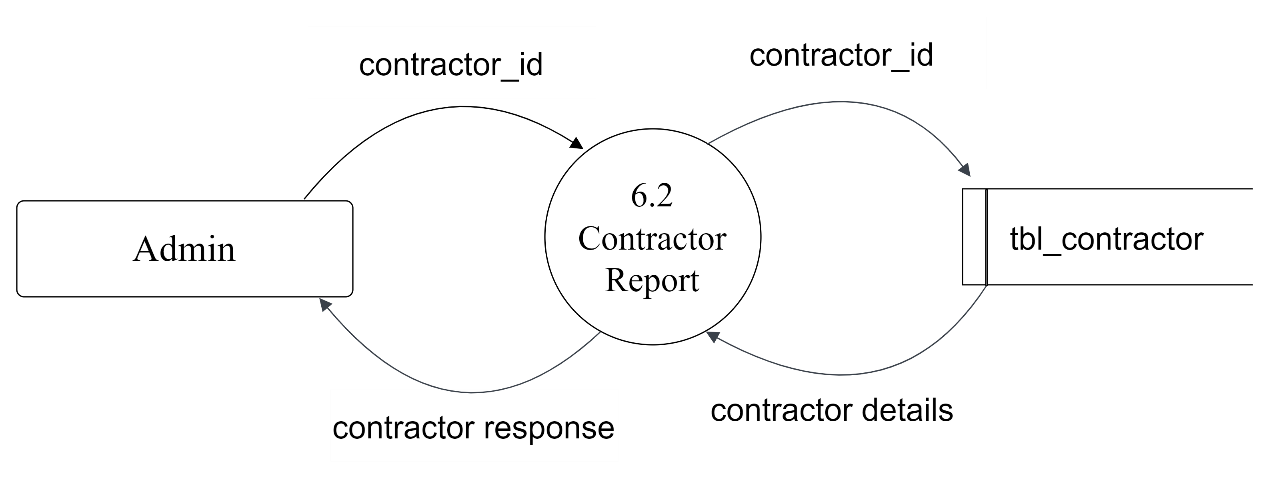 contractor_id
contractor_id
Admin
6.2
Contractor
Report
tbl_contractor
contractor response
contractor details